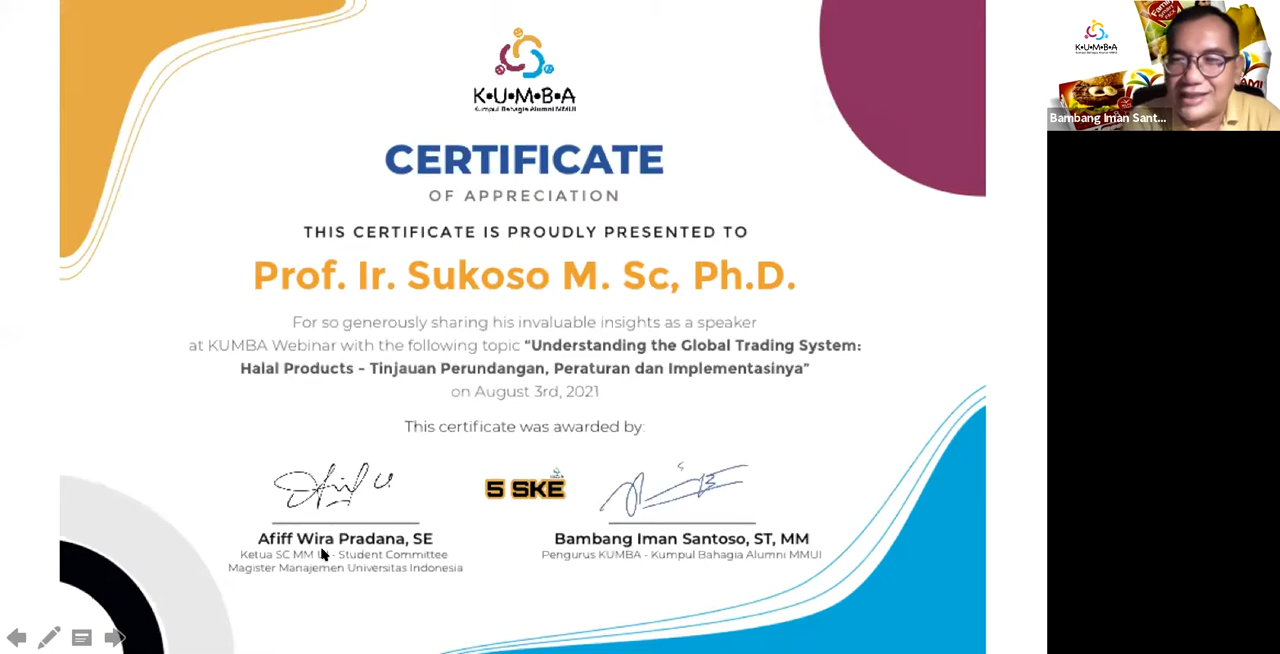 K•U•M•B•A
Kumpul Bahagia Alumni MMUI
CERTIFICATE
OF APPRECIATION
THIS CERTIFICATE IS PROUDLY PRESENTED TO
Prof. Ir. Sukoso M. Sc, Ph.D.
For so generously sharing his invaluable insights as a speaker
at KUMBA Webinar with the following topic "Understanding the Global Trading System:
Halal Products - Tinjauan Perundangan, Peraturan dan Implementasinya"
on August 3rd, 2021
This certificate was awarded by:
5 SKE
Afiff Wira Pradana, SE
Ketua SC MM - Student Committee
Magister Manajemen Universitas Indonesia
Bambang Iman Santoso, ST, MM
Pengurus KUMBA - Kumpul Bahagia Alumni MMUI
K•U•M•B•A
Kumpul Bahagia Alumni MMUI
Bambang Iman Sant...